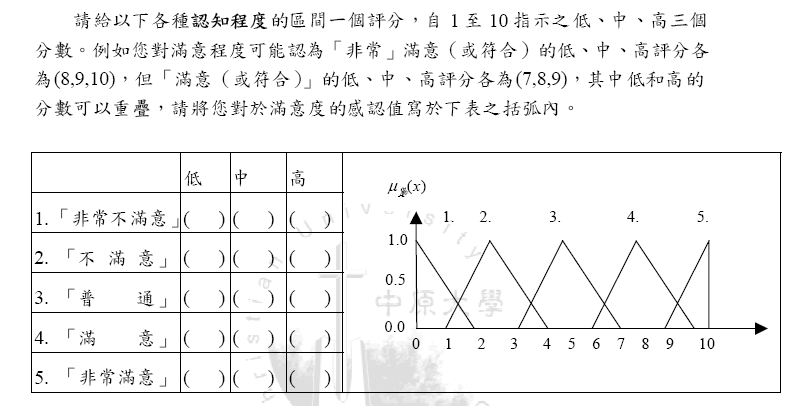 請給以下各種認知程度的區間一個評分，自 1 至 10 指示之低、中、高三個
分數。例如您對滿意程度可能認為「非常」滿意（或符合）的低、中、高評分各
為(8,9,10)，但「滿意（或符合）」的低、中、高評分各為(7,8,9)，其中低和高的
分數可以重疊，請將您對於滿意度的感認值寫於下表之括弧內。
低 中 高
1.「非常不滿意」( ) ( ) ( )
2.「不 滿 意」( ) ( ) ( )
3.「普 通」( ) ( ) ( )
4.「滿 意」( ) ( ) ( )
5.「非常滿意」( ) ( ) ( )
1. 2. 3. 4. 5.
1.0
0.5
0.0
0 1 2 3 4 5 6 7 8 9 10
中原大學